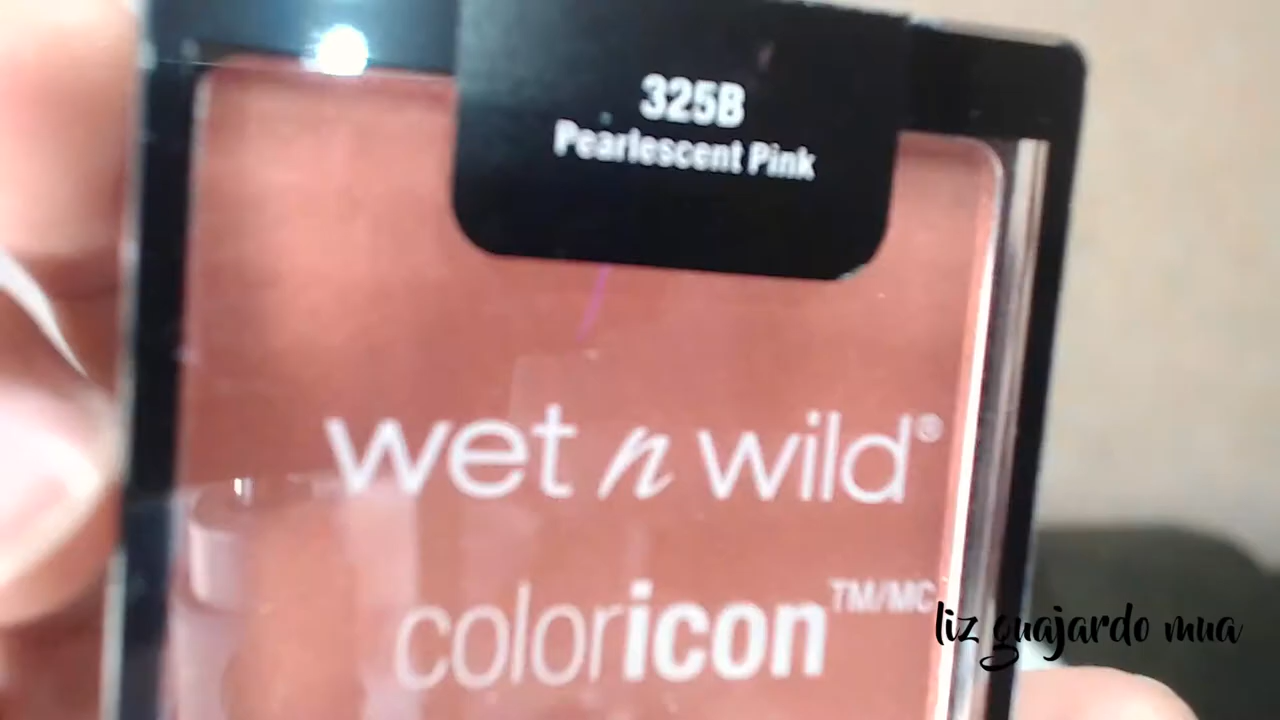 325B
Pearlescent Pink
wet n wild®
coloricon™/MC
liz guajardo mua